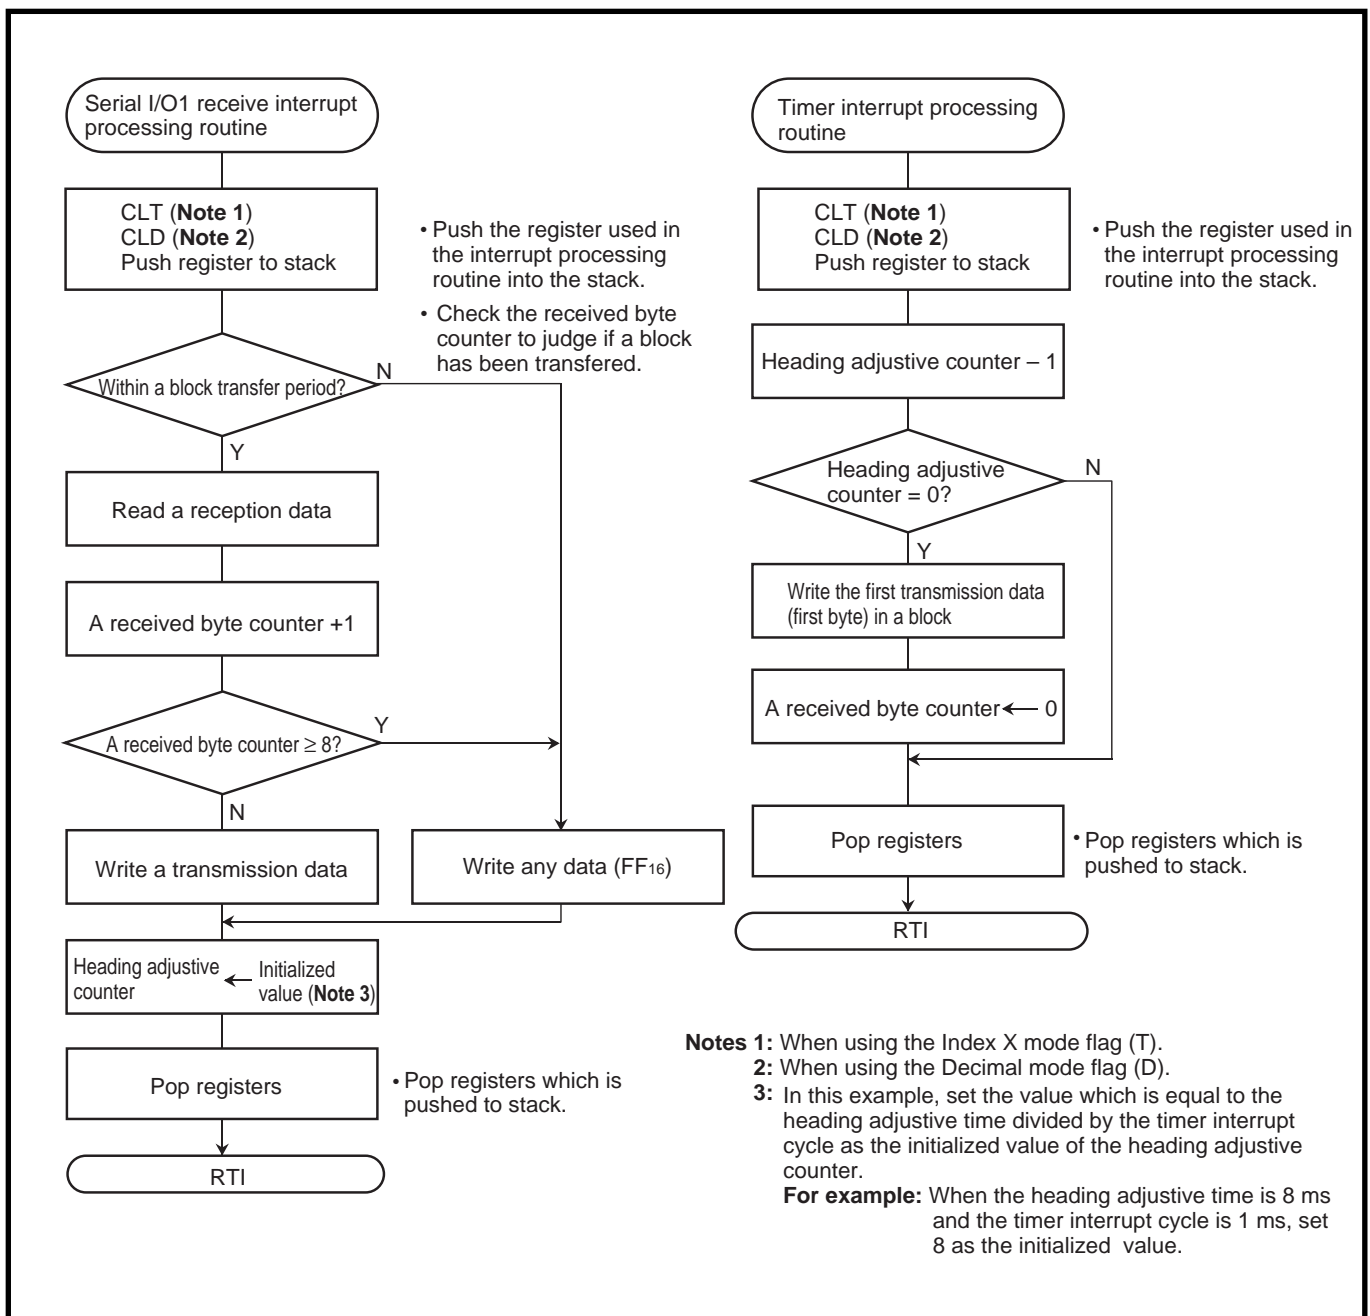 Serial I/O1 receive interrupt
processing routine
CLT (Note 1)
CLD (Note 2)
Push register to stack
• Push the register used in
the interrupt processing
routine into the stack.
• Check the received byte
counter to judge if a block
has been transfered.
Within a block transfer period?
N
Y
Read a reception data
A received byte counter +1
A received byte counter ≥ 8?
Y
N
Write a transmission data
Write any data (FF16)
Heading adjustive
counter
← Initialized
value (Note 3)
Pop registers
• Pop registers which is
pushed to stack.
RTI
Timer interrupt processing
routine
CLT (Note 1)
CLD (Note 2)
Push register to stack
• Push the register used in
the interrupt processing
routine into the stack.
Heading adjustive counter – 1
Heading adjustive
counter = 0?
N
Y
Write the first transmission data
(first byte) in a block
A received byte counter ← 0
Pop registers
• Pop registers which is
pushed to stack.
RTI
Notes 1: When using the Index X mode flag (T).
2: When using the Decimal mode flag (D).
3: In this example, set the value which is equal to the
heading adjustive time divided by the timer interrupt
cycle as the initialized value of the heading adjustive
counter.
For example: When the heading adjustive time is 8 ms
and the timer interrupt cycle is 1 ms, set
8 as the initialized value.